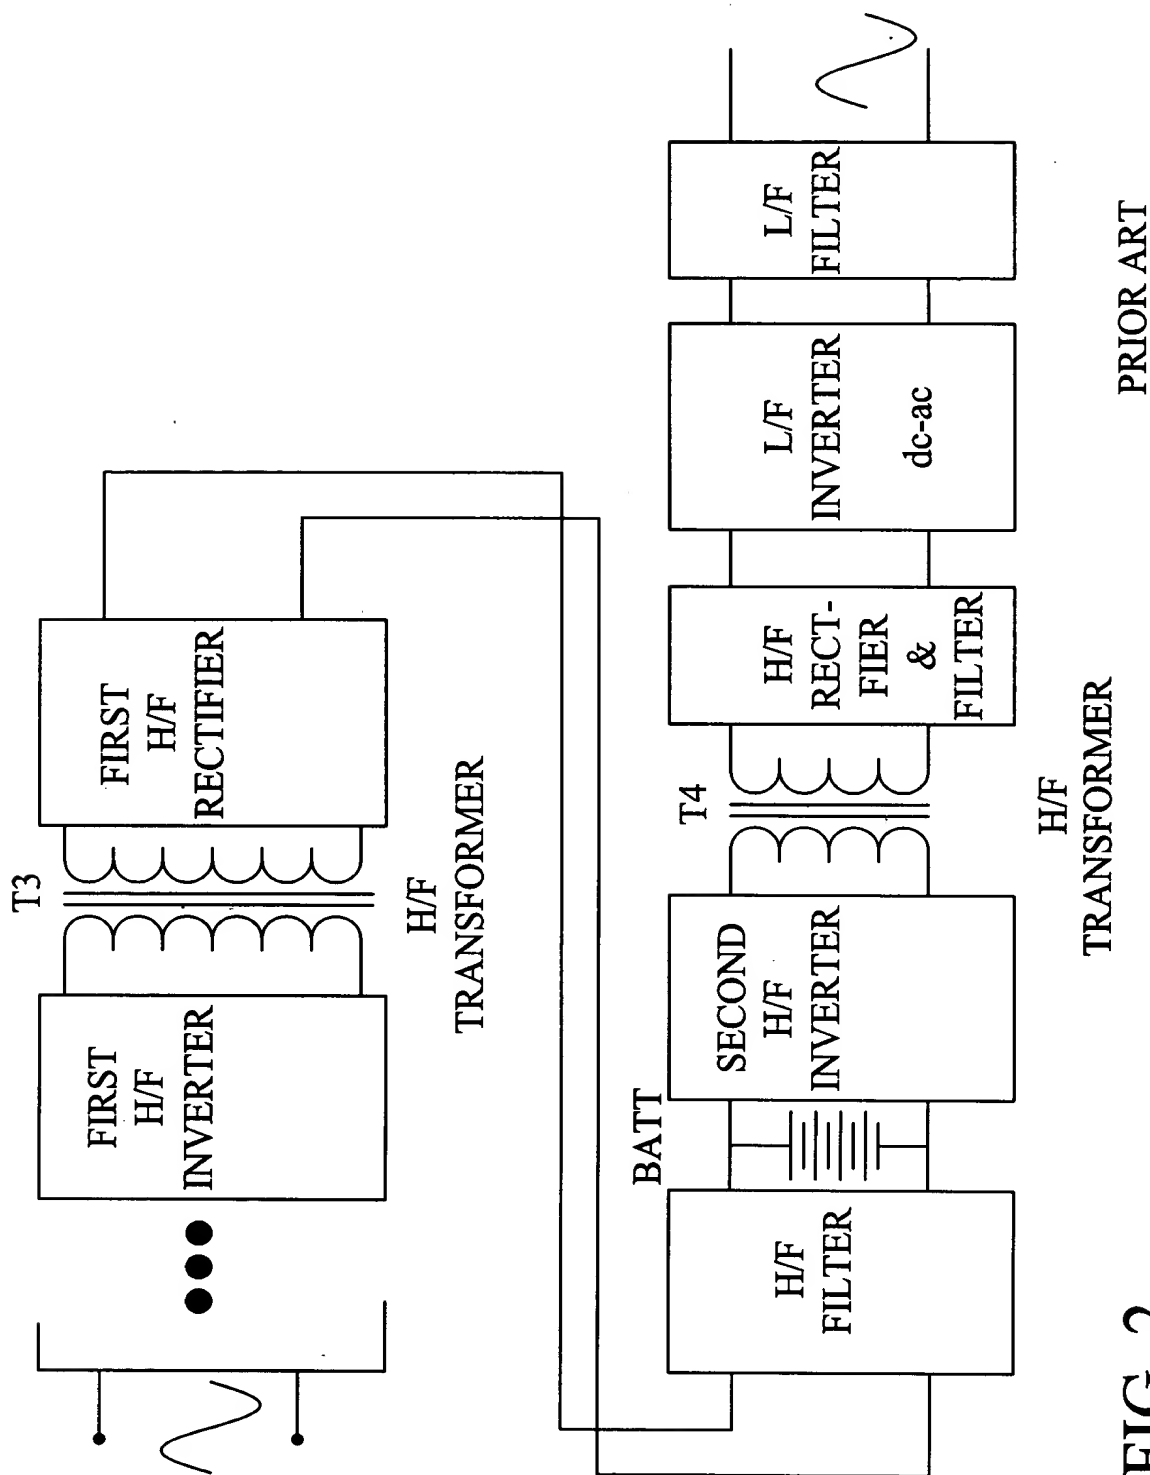 T3
FIRST
H/F
INVERTER
FIRST
H/F
RECTIFIER
H/F
TRANSFORMER
BATT
H/F
FILTER
SECOND
H/F
INVERTER
T4
H/F
RECT-
FIER
&
FILTER
L/F
INVERTER
dc-ac
L/F
FILTER
H/F
TRANSFORMER
FIG. 2
PRIOR ART